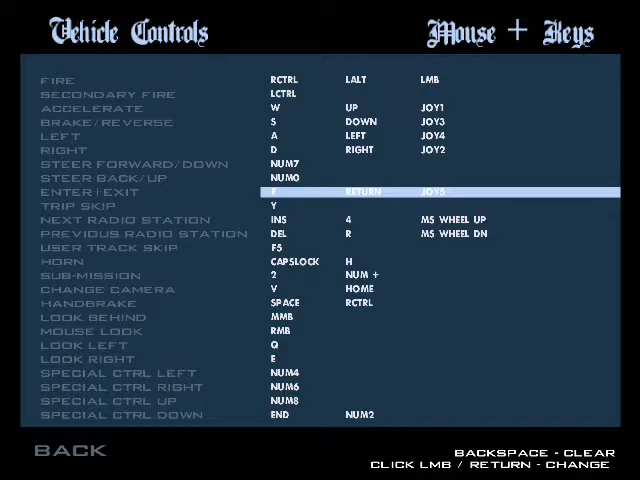 Vehicle Controls Mouse + Keys
FIRE RCTRL LALT LMB
SECONDARY FIRE LCTRL
ACCELERATE W UP JOY1
BRAKE/REVERSE S DOWN JOY3
LEFT A LEFT JOY4
RIGHT D RIGHT JOY2
STEER FORWARD/DOWN NUM7
STEER BACK/UP NUM0
ENTER+EXIT F RETURN JOY5
TRIP SKIP Y
NEXT RADIO STATION INS 4 MS WHEEL UP
PREVIOUS RADIO STATION DEL R MS WHEEL DN
USER TRACK SKIP F5
HORN CAPSLOCK H
SUB-MISSION 2 NUM +
CHANGE CAMERA V HOME
HANDBRAKE SPACE RCTRL
LOOK BEHIND MMB
MOUSE LOOK RMB
LOOK LEFT Q
LOOK RIGHT E
SPECIAL CTRL LEFT NUM4
SPECIAL CTRL RIGHT NUM6
SPECIAL CTRL UP NUM8
SPECIAL CTRL DOWN END NUM2
BACK
BACKSPACE - CLEAR
CLICK LMB / RETURN - CHANGE